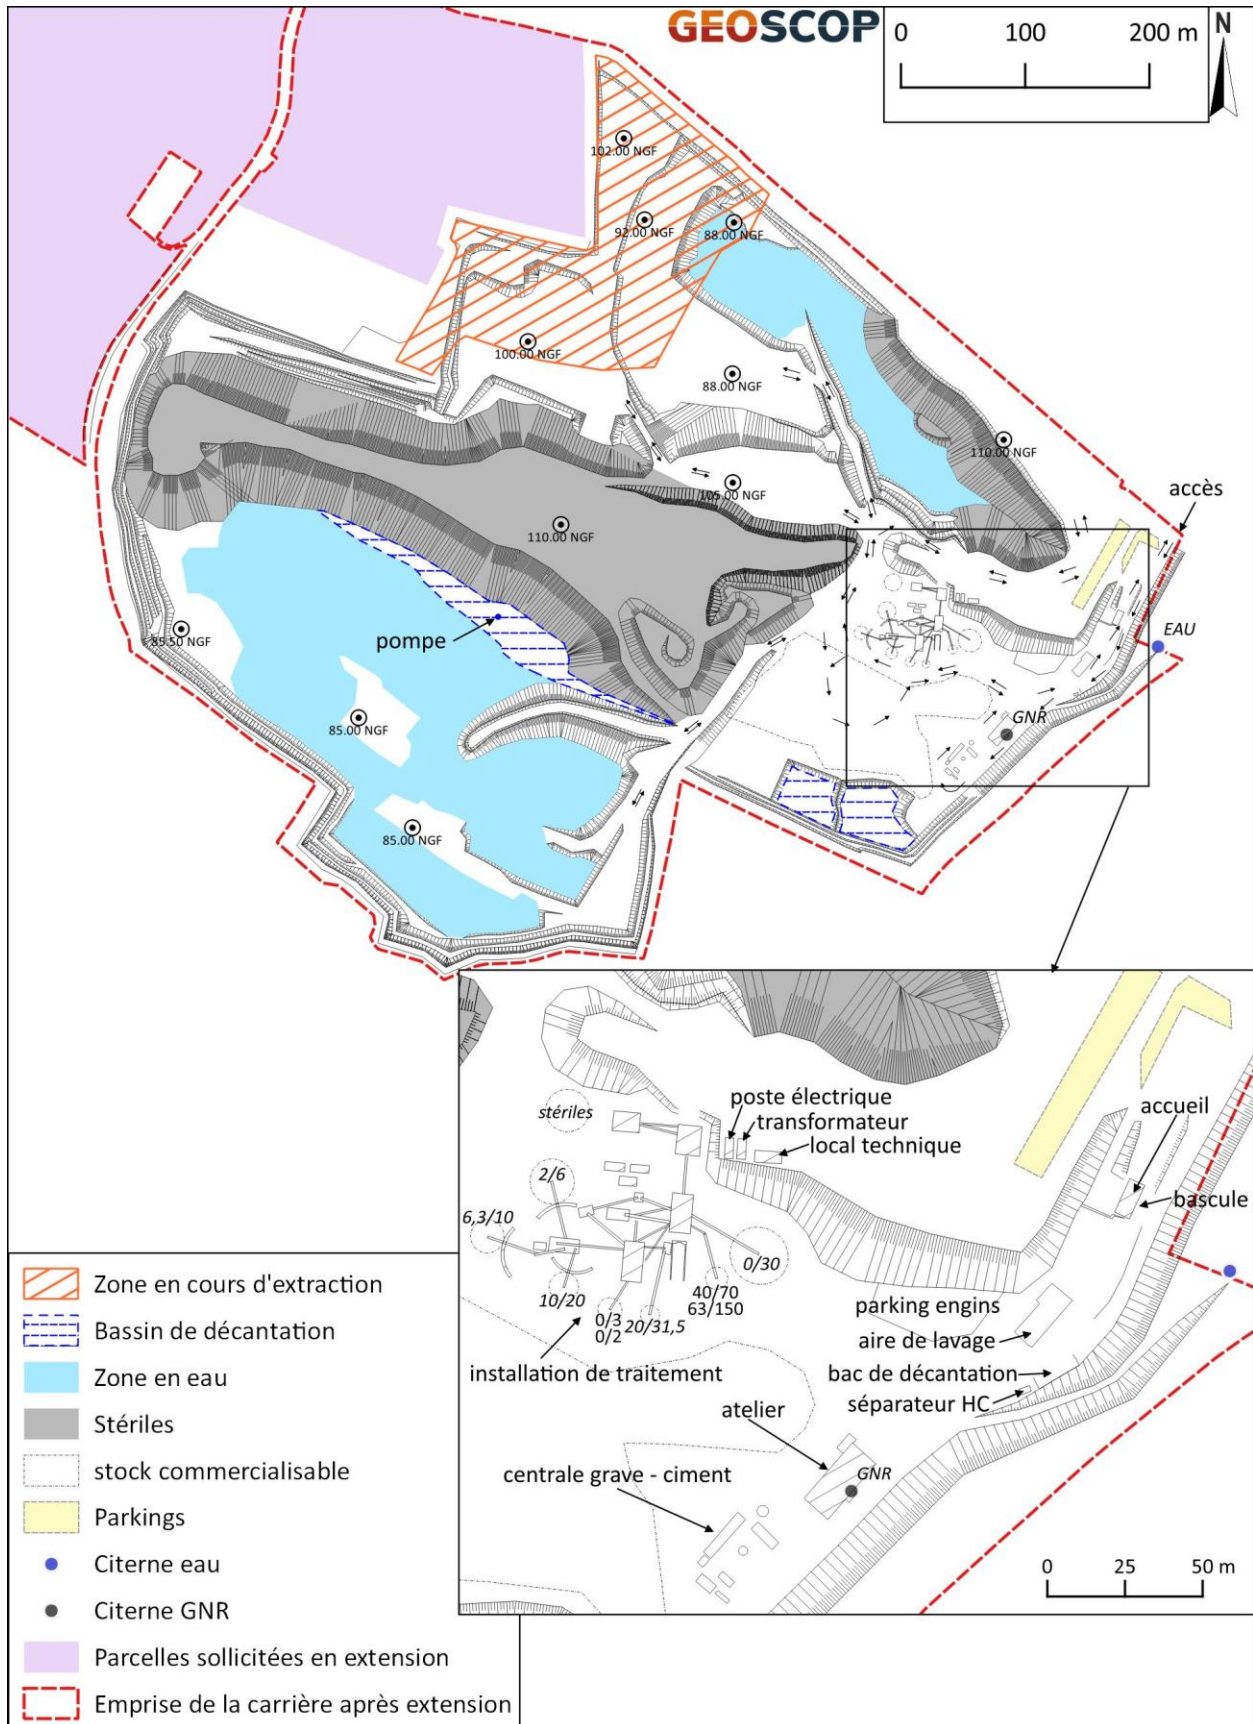 GEOSCOP
0 100 200 m
N
102.00 NGF
92.00 NGF
88.00 NGF
100.00 NGF
88.00 NGF
110.00 NGF
105.00 NGF
accès
110.00 NGF
EAU
85.50 NGF
pompe
GNR
85.00 NGF
85.00 NGF
poste électrique
transformateur
local technique
stériles
accueil
bascule
2/6
6,3/10
0/30
10/20
40/70
63/150
0/3
0/2
20/31,5
parking engins
aire de lavage
bac de décantation
séparateur HC
installation de traitement
atelier
GNR
centrale grave - ciment
0 25 50 m
Zone en cours d'extraction
Bassin de décantation
Zone en eau
Stériles
stock commercialisable
Parkings
Citerne eau
Citerne GNR
Parcelles sollicitées en extension
Emprise de la carrière après extension